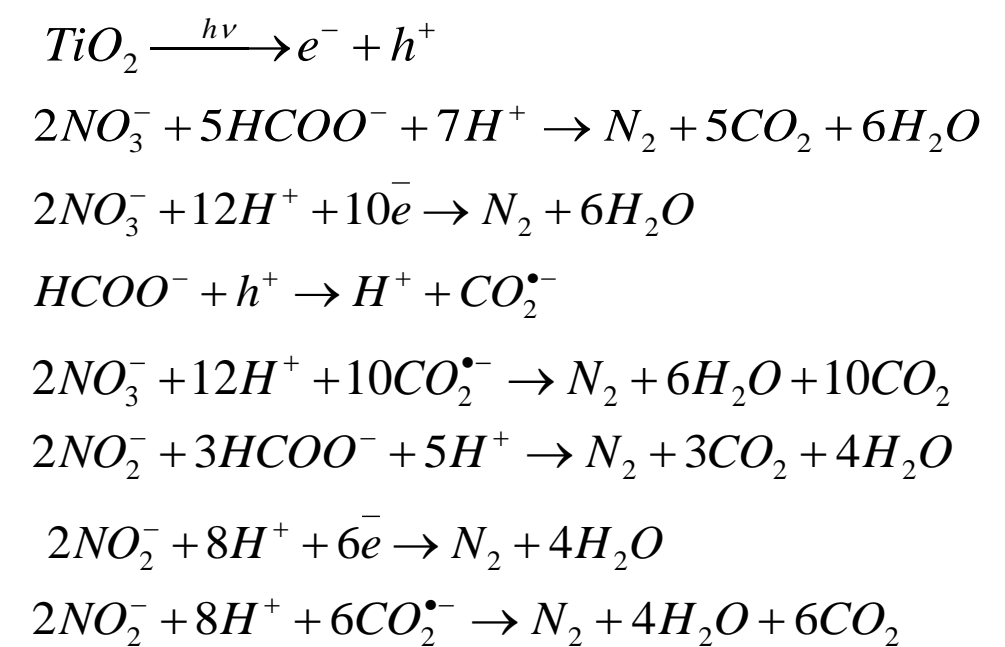 TiO₂ —hν→ e⁻ + h⁺
2NO₃⁻ + 5HCOO⁻ + 7H⁺ → N₂ + 5CO₂ + 6H₂O
2NO₃⁻ + 12H⁺ + 10e̅ → N₂ + 6H₂O
HCOO⁻ + h⁺ → H⁺ + CO₂•⁻
2NO₃⁻ + 12H⁺ + 10CO₂•⁻ → N₂ + 6H₂O + 10CO₂
2NO₂⁻ + 3HCOO⁻ + 5H⁺ → N₂ + 3CO₂ + 4H₂O
2NO₂⁻ + 8H⁺ + 6e̅ → N₂ + 4H₂O
2NO₂⁻ + 8H⁺ + 6CO₂•⁻ → N₂ + 4H₂O + 6CO₂